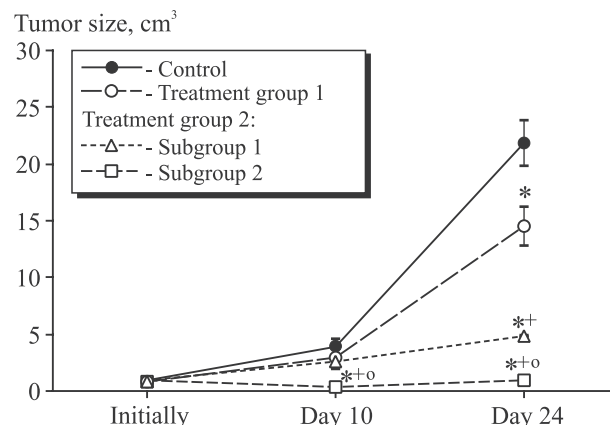 Tumor size, cm³
30
25
20
15
10
5
0
- Control
- Treatment group 1
Treatment group 2:
- Subgroup 1
- Subgroup 2
*
*+
*+o
*+o
Initially
Day 10
Day 24